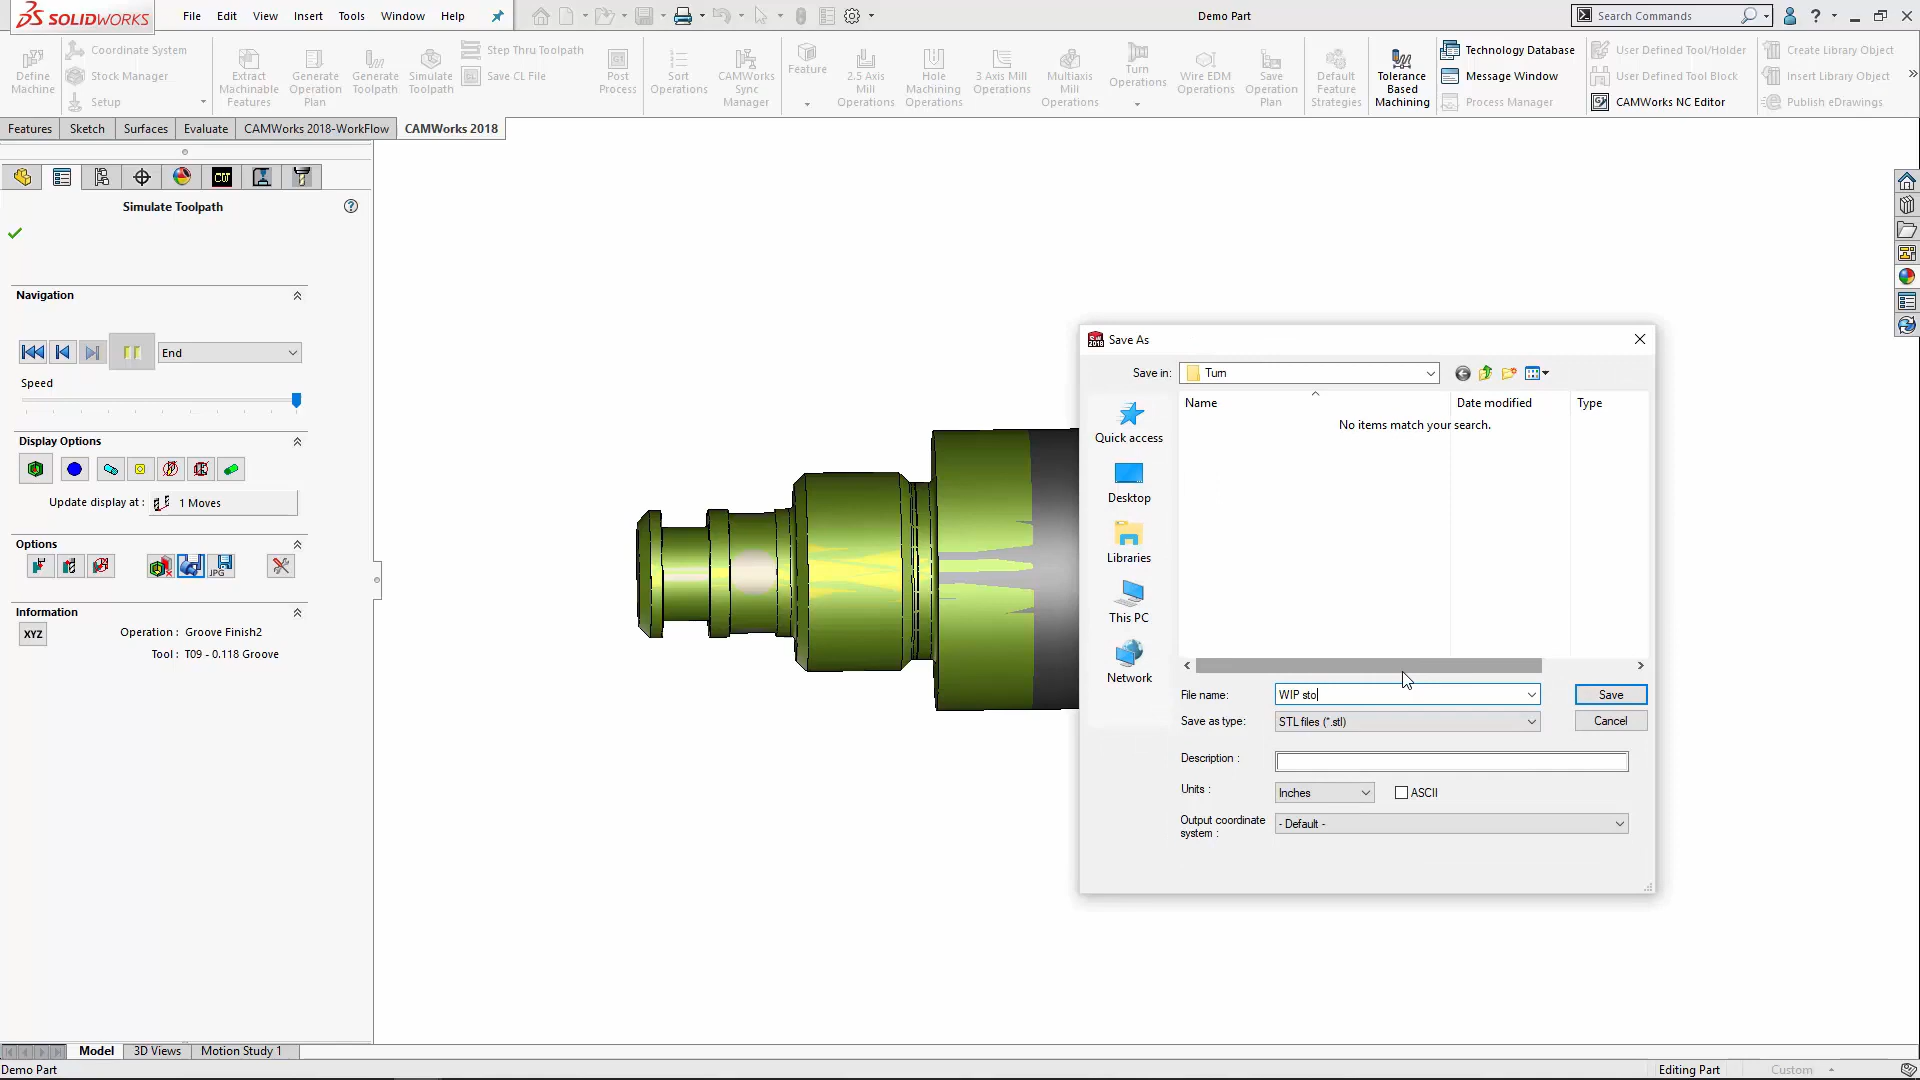 SOLIDWORKS
File Edit View Insert Tools Window Help
Demo Part
Search Commands
Define Machine
Coordinate System
Stock Manager
Setup
Extract Machinable Features
Generate Operation Plan
Generate Toolpath
Simulate Toolpath
Step Thru Toolpath
Save CL File
Post Process
Sort Operations
CAMWorks Sync Manager
Feature
2.5 Axis Mill Operations
Hole Machining Operations
3 Axis Mill Operations
Multiaxis Mill Operations
Turn Operations
Wire EDM Operations
Save Operation Plan
Default Feature Strategies
Tolerance Based Machining
Technology Database
Message Window
Process Manager
User Defined Tool/Holder
User Defined Tool Block
CAMWorks NC Editor
Create Library Object
Insert Library Object
Publish eDrawings
Features Sketch Surfaces Evaluate CAMWorks 2018-WorkFlow CAMWorks 2018
Simulate Toolpath
Navigation
End
Speed
Display Options
Update display at : 1 Moves
Options
JPG
Information
XYZ
Operation : Groove Finish2
Tool : T09 - 0.118 Groove
Save As
Save in: Turn
Name Date modified Type
No items match your search.
Quick access
Desktop
Libraries
This PC
Network
File name: WIP sto
Save
Save as type: STL files (*.stl)
Cancel
Description :
Units : Inches ASCII
Output coordinate system : - Default -
Model 3D Views Motion Study 1
Demo Part
Editing Part
Custom